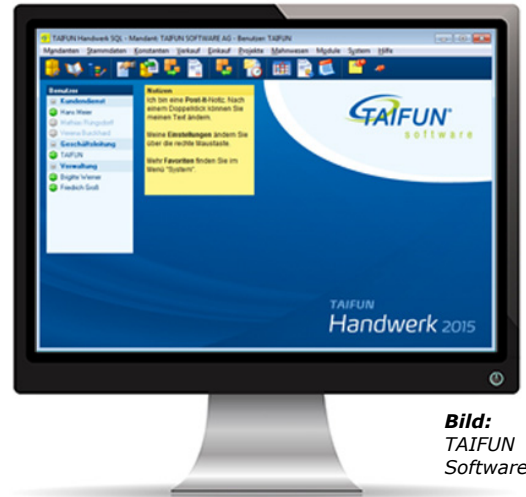 TAIFUN Handwerk SQL - Mandant: TAIFUN SOFTWARE AG - Benutzer: TAIFUN
Mandanten Stammdaten Konstanten Verkauf Einkauf Projekte Mahnwesen Module System Hilfe
Benutzer
Kundendienst
Hans Meier
Geschäftsleitung
TAIFUN
Verwaltung
Brigitte Werner
Friedrich Groß
Notizen
Ich bin eine Post-It-Notiz. Nach
einem Doppelklick können Sie
meinen Text ändern.
Meine Einstellungen ändern Sie
über die rechte Maustaste.
Mehr Favoriten finden Sie im
Menü "System".
TAIFUN
software
TAIFUN
Handwerk 2015
Bild:
TAIFUN
Software